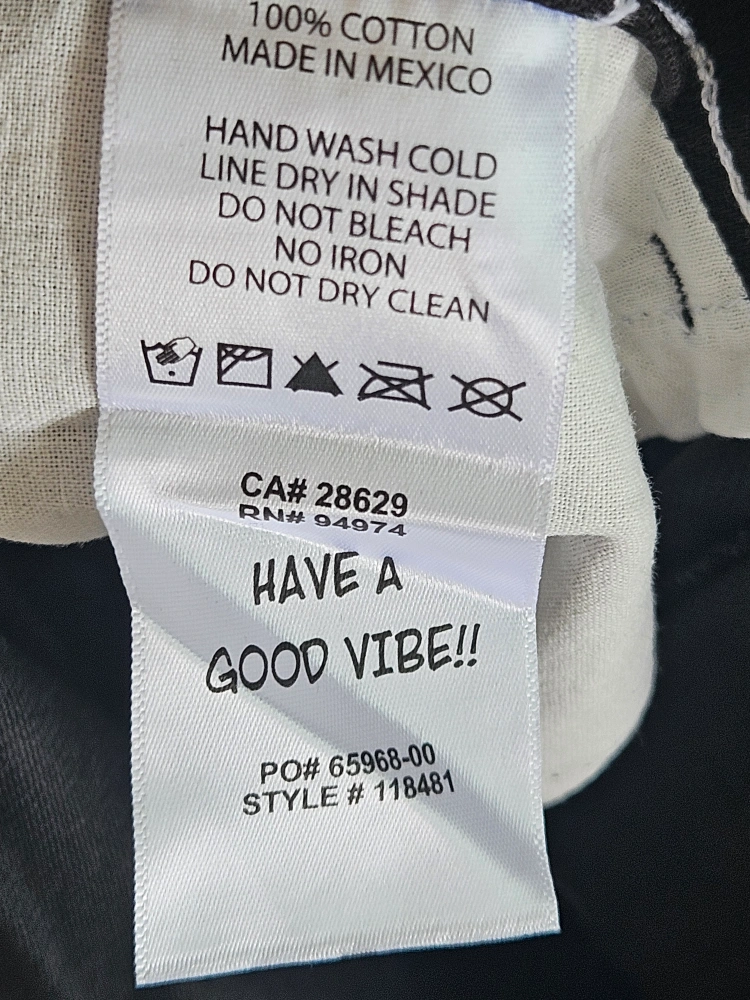 100% COTTON
MADE IN MEXICO
HAND WASH COLD
LINE DRY IN SHADE
DO NOT BLEACH
NO IRON
DO NOT DRY CLEAN
CA# 28629
RN# 94974
HAVE A
GOOD VIBE!!
PO# 65968-00
STYLE # 118481